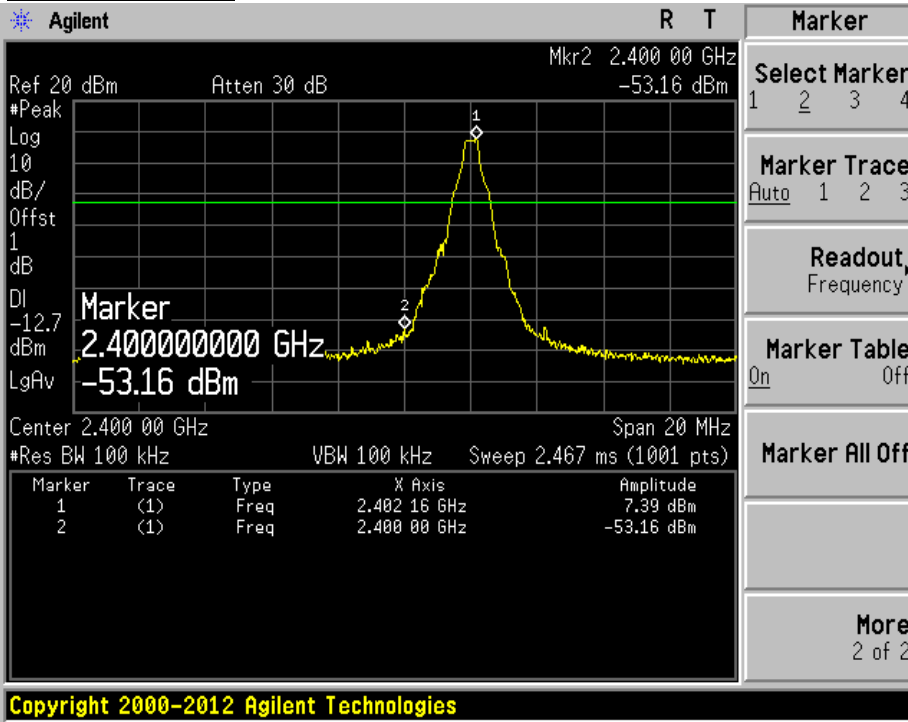 Agilent R T
Mkr2 2.400 00 GHz
Ref 20 dBm Atten 30 dB -53.16 dBm
#Peak
Log
10
dB/
Offst
1
dB
DI
-12.7
dBm
LgAv
1
2
Marker
2.400000000 GHz
-53.16 dBm
Center 2.400 00 GHz Span 20 MHz
#Res BW 100 kHz VBW 100 kHz Sweep 2.467 ms (1001 pts)
Marker Trace Type X Axis Amplitude
1 (1) Freq 2.402 16 GHz 7.39 dBm
2 (1) Freq 2.400 00 GHz -53.16 dBm
Marker
Select Marker
1 2 3 4
Marker Trace
Auto 1 2 3
Readout
Frequency
Marker Table
On Off
Marker All Off
More
2 of 2
Copyright 2000-2012 Agilent Technologies